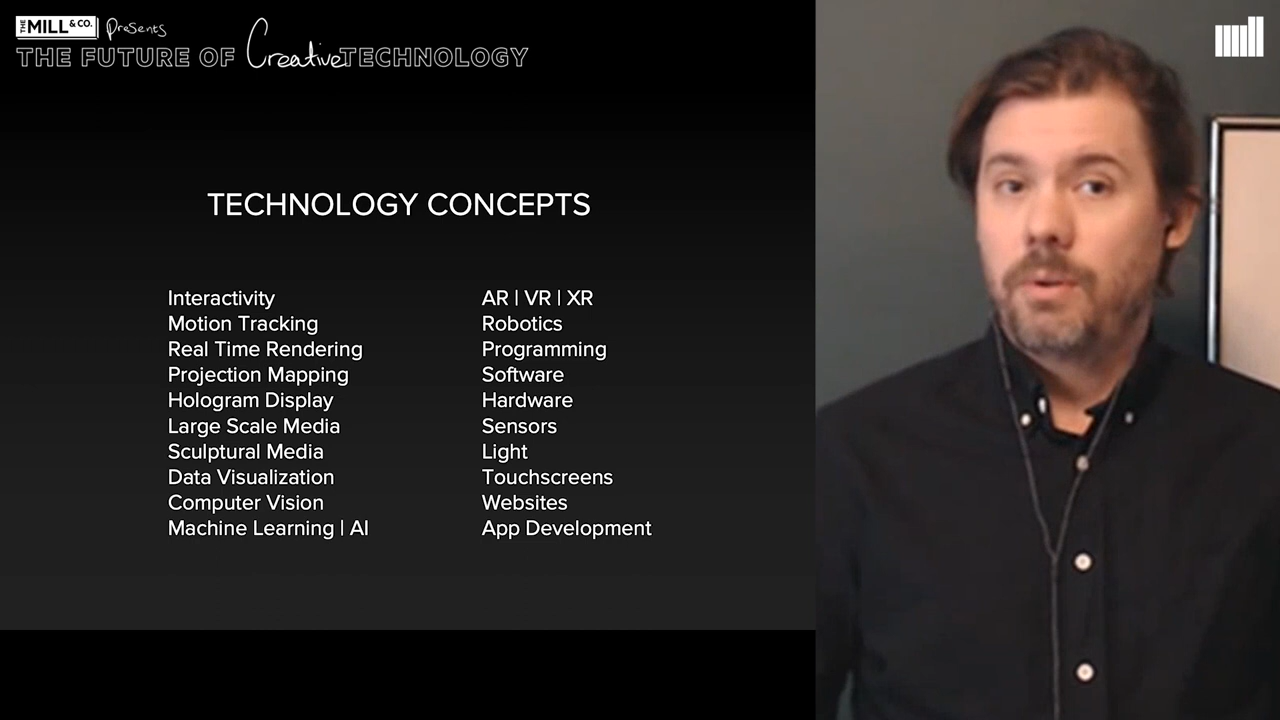 THE MILL & CO. presents
THE FUTURE OF Creative TECHNOLOGY
TECHNOLOGY CONCEPTS
Interactivity
Motion Tracking
Real Time Rendering
Projection Mapping
Hologram Display
Large Scale Media
Sculptural Media
Data Visualization
Computer Vision
Machine Learning | AI
AR | VR | XR
Robotics
Programming
Software
Hardware
Sensors
Light
Touchscreens
Websites
App Development